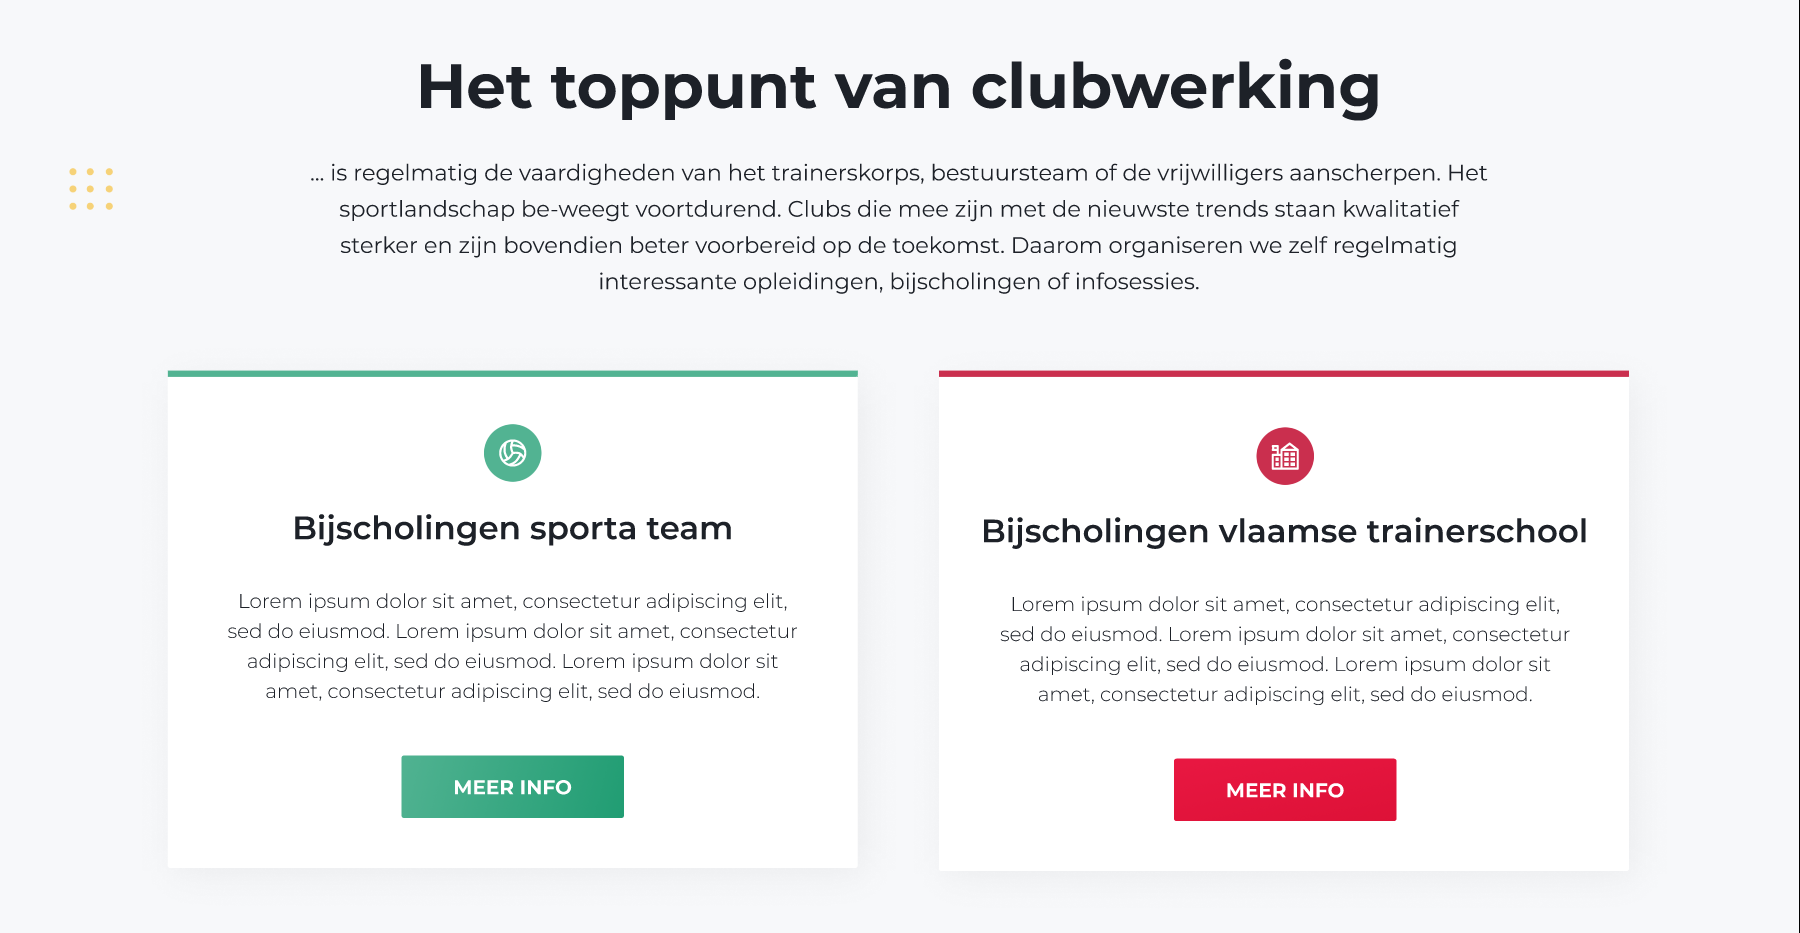 Het toppunt van clubwerking
... is regelmatig de vaardigheden van het trainerskorps, bestuursteam of de vrijwilligers aanscherpen. Het
sportlandschap be-weegt voortdurend. Clubs die mee zijn met de nieuwste trends staan kwalitatief
sterker en zijn bovendien beter voorbereid op de toekomst. Daarom organiseren we zelf regelmatig
interessante opleidingen, bijscholingen of infosessies.
Bijscholingen sporta team
Lorem ipsum dolor sit amet, consectetur adipiscing elit,
sed do eiusmod. Lorem ipsum dolor sit amet, consectetur
adipiscing elit, sed do eiusmod. Lorem ipsum dolor sit
amet, consectetur adipiscing elit, sed do eiusmod.
MEER INFO
Bijscholingen vlaamse trainerschool
Lorem ipsum dolor sit amet, consectetur adipiscing elit,
sed do eiusmod. Lorem ipsum dolor sit amet, consectetur
adipiscing elit, sed do eiusmod. Lorem ipsum dolor sit
amet, consectetur adipiscing elit, sed do eiusmod.
MEER INFO